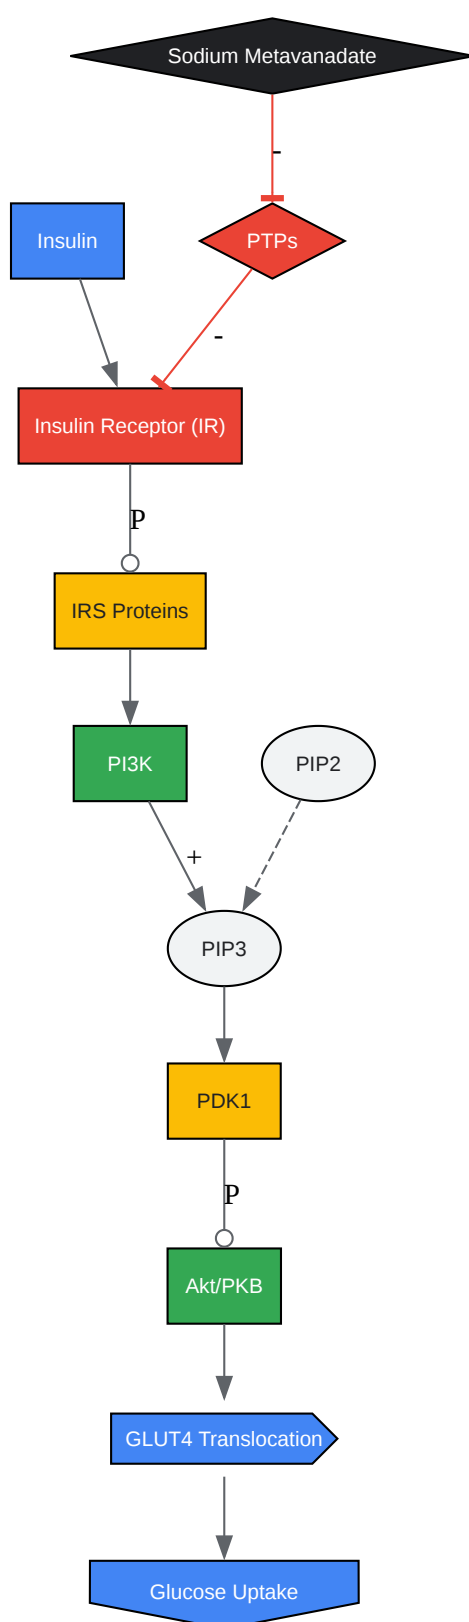 Sodium Metavanadate
-
Insulin
PTPs
-
Insulin Receptor (IR)
P
IRS Proteins
PI3K
PIP2
+
PIP3
PDK1
P
Akt/PKB
GLUT4 Translocation
Glucose Uptake